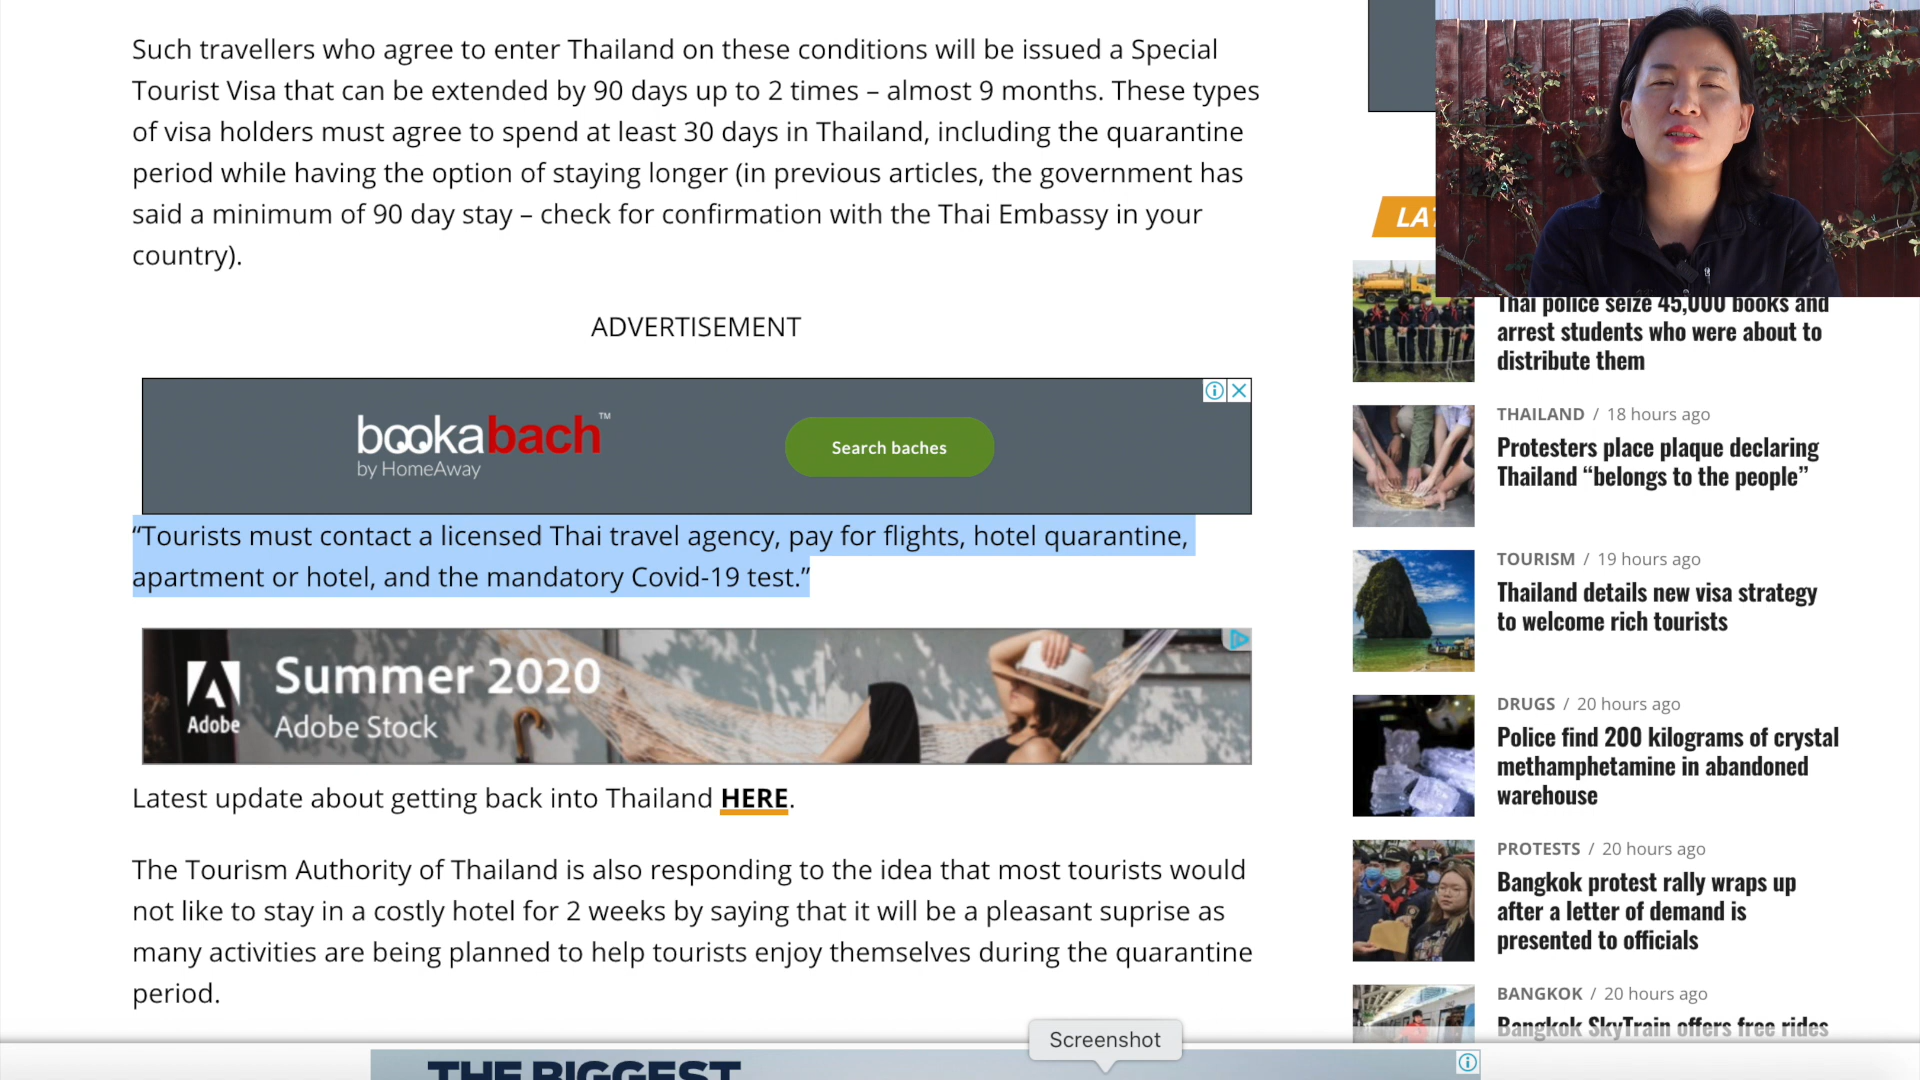 Such travellers who agree to enter Thailand on these conditions will be issued a Special
Tourist Visa that can be extended by 90 days up to 2 times – almost 9 months. These types
of visa holders must agree to spend at least 30 days in Thailand, including the quarantine
period while having the option of staying longer (in previous articles, the government has
said a minimum of 90 day stay – check for confirmation with the Thai Embassy in your
country).
ADVERTISEMENT
bookabach™
by HomeAway
Search baches
“Tourists must contact a licensed Thai travel agency, pay for flights, hotel quarantine,
apartment or hotel, and the mandatory Covid-19 test.”
Adobe
Summer 2020
Adobe Stock
Latest update about getting back into Thailand HERE.
The Tourism Authority of Thailand is also responding to the idea that most tourists would
not like to stay in a costly hotel for 2 weeks by saying that it will be a pleasant suprise as
many activities are being planned to help tourists enjoy themselves during the quarantine
period.
Screenshot
THE BIGGEST
Thai police seize 45,000 books and
arrest students who were about to
distribute them
THAILAND / 18 hours ago
Protesters place plaque declaring
Thailand “belongs to the people”
TOURISM / 19 hours ago
Thailand details new visa strategy
to welcome rich tourists
DRUGS / 20 hours ago
Police find 200 kilograms of crystal
methamphetamine in abandoned
warehouse
PROTESTS / 20 hours ago
Bangkok protest rally wraps up
after a letter of demand is
presented to officials
BANGKOK / 20 hours ago
Bangkok SkyTrain offers free rides